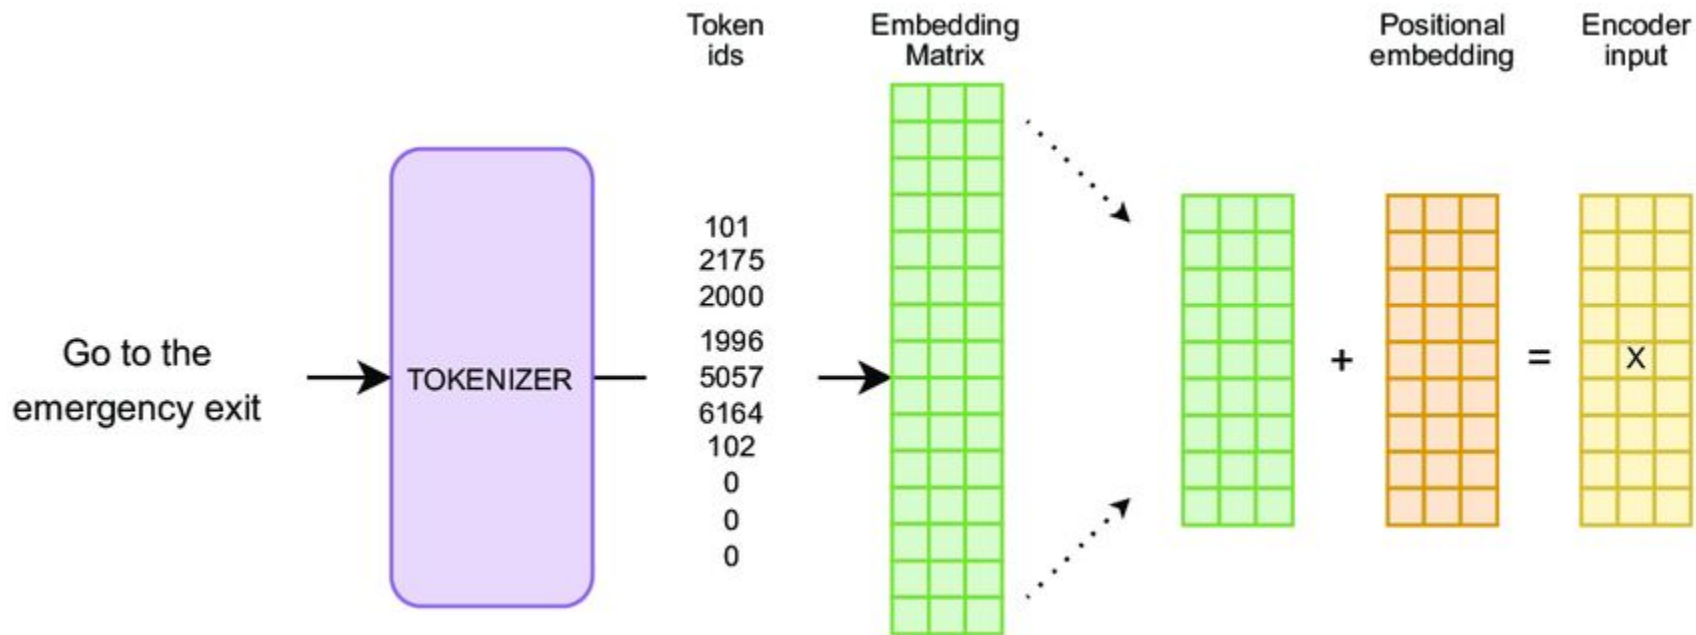 Token
ids
Embedding
Matrix
Positional
embedding
Encoder
input
Go to the
emergency exit
TOKENIZER
101
2175
2000
1996
5057
6164
102
0
0
0
+
=
X